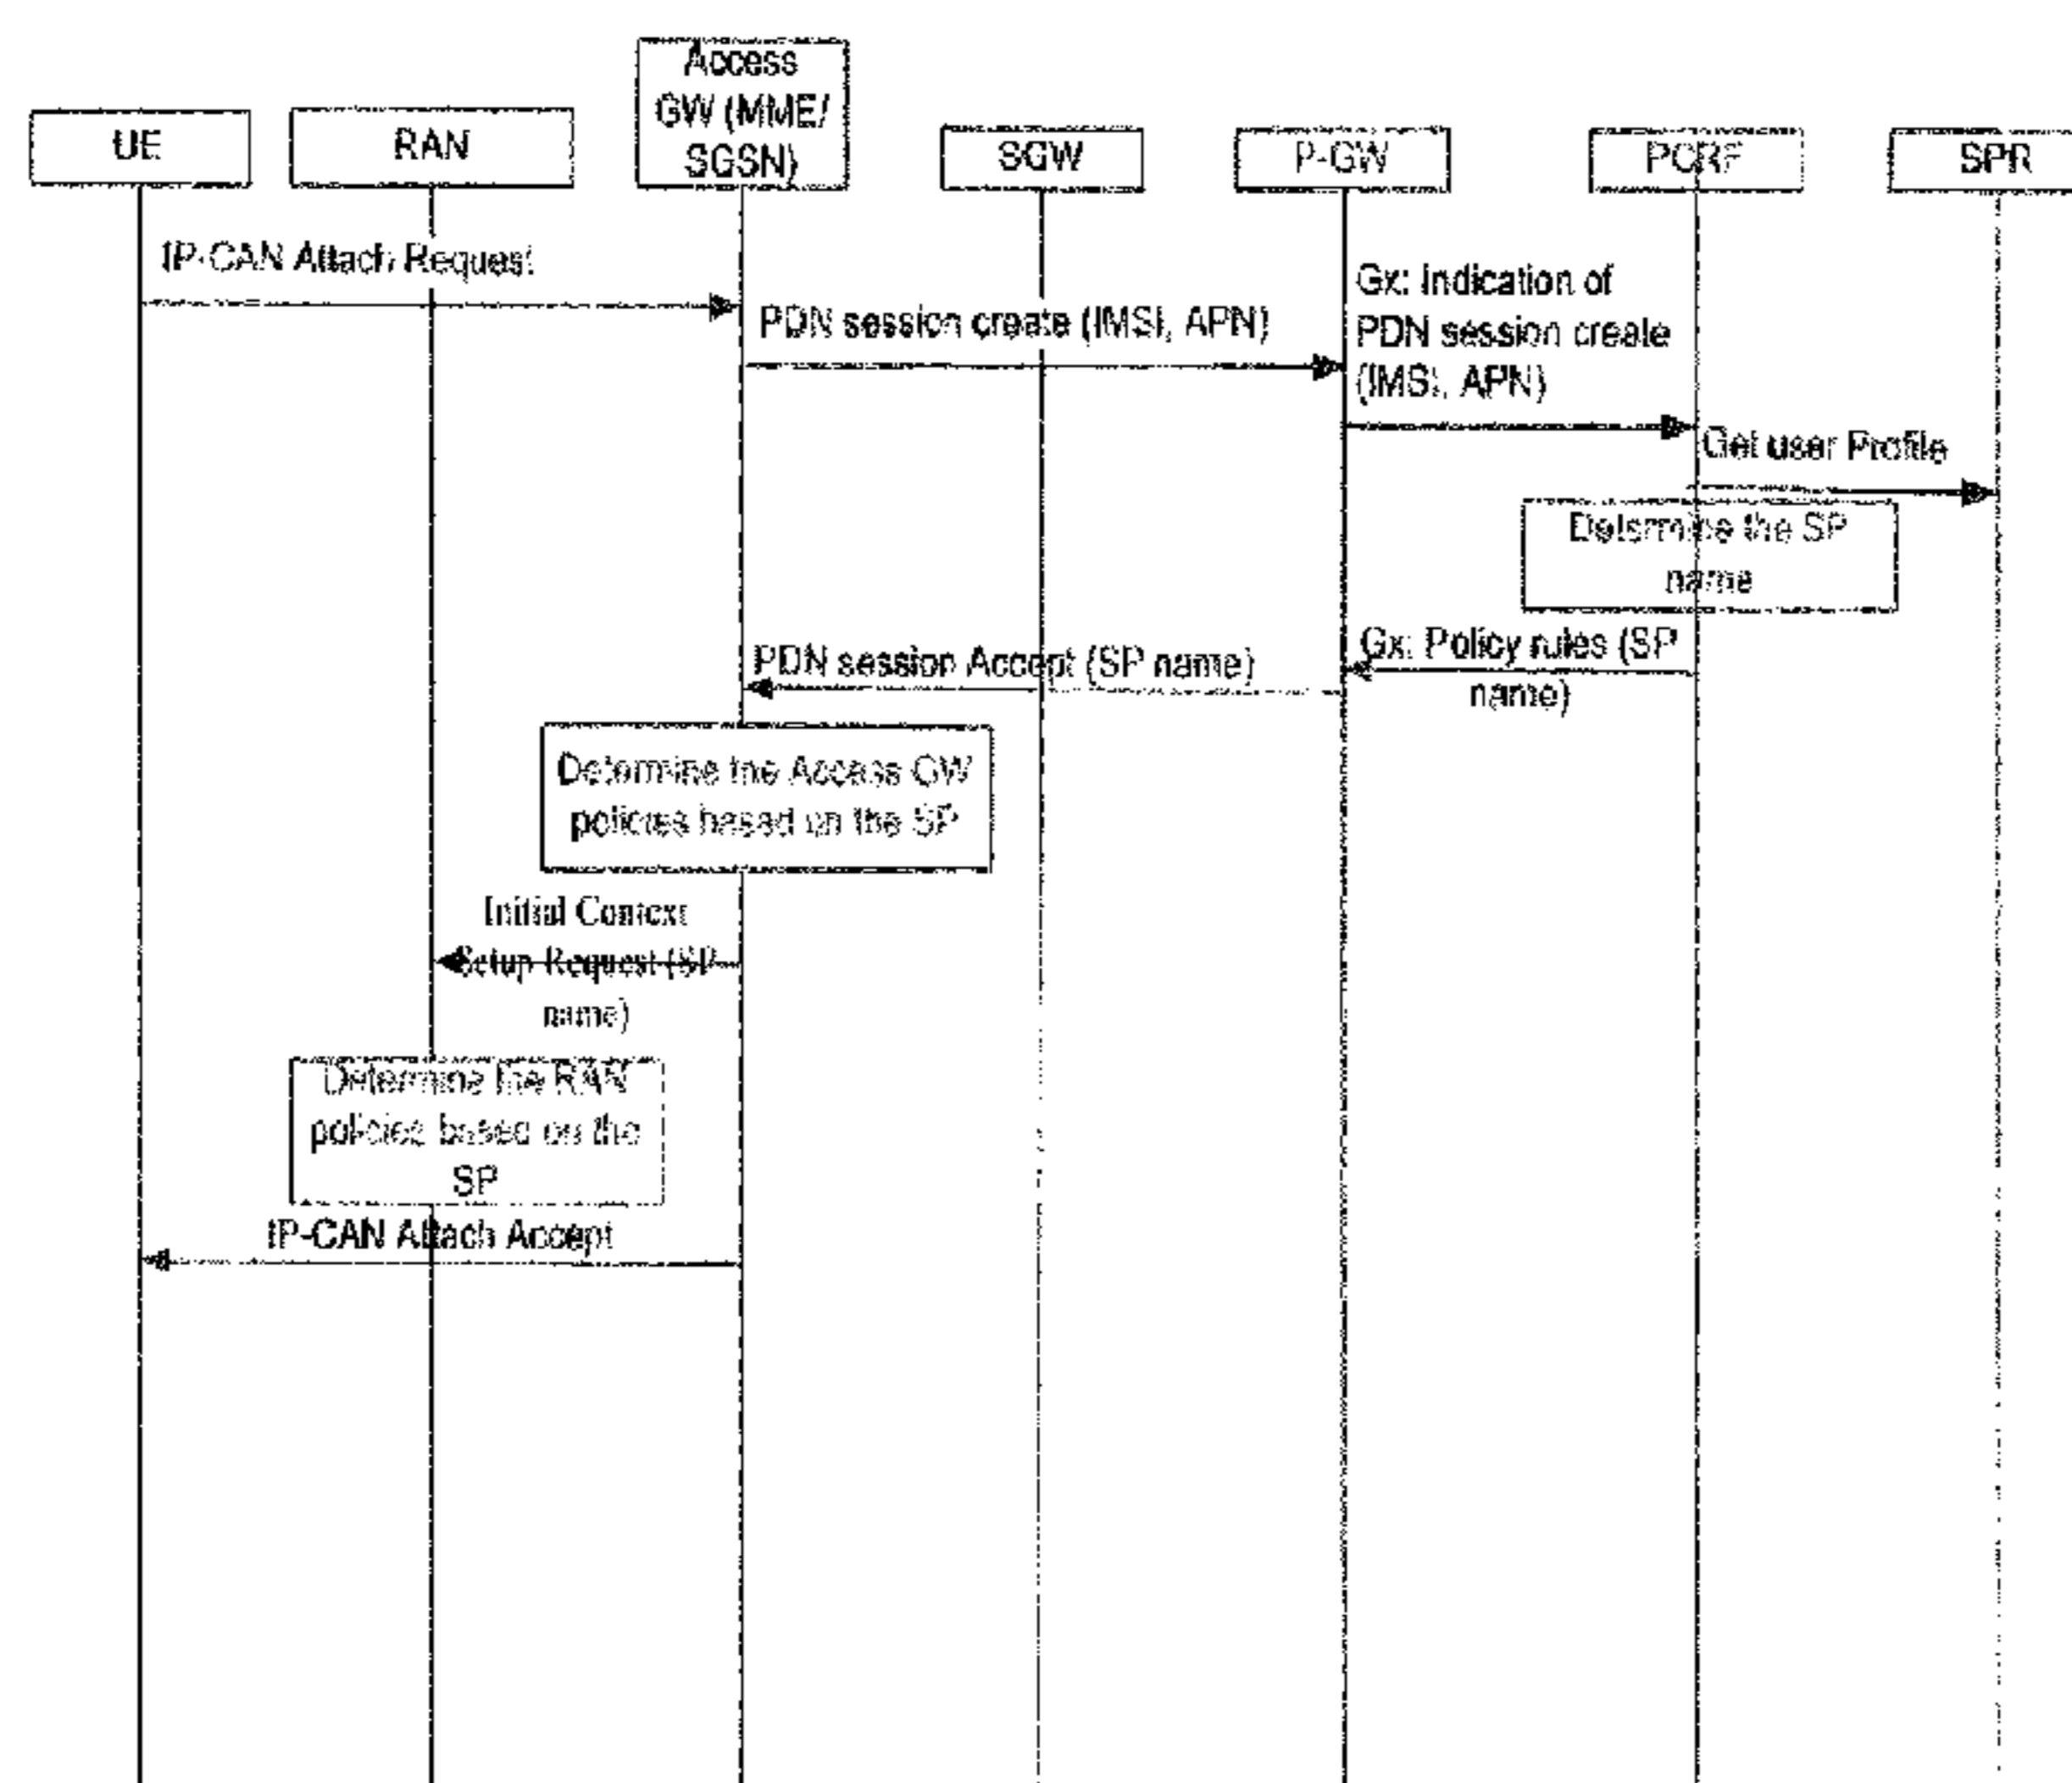 Access
GW (MME/
SGSN)
UE
RAN
SGW
P-GW
PCRF
SPR
IP-CAN Attach Request
PDN session create (IMSI, APN)
Gx: Indication of
PDN session create
(IMSI, APN)
Get user Profile
Determine the SP
name
Gx: Policy rules (SP
name)
PDN session Accept (SP name)
Determine the Access GW
policies based on the SP
Initial Context
Setup Request (SP
name)
Determine the RAN
policies based on the
SP
IP-CAN Attach Accept